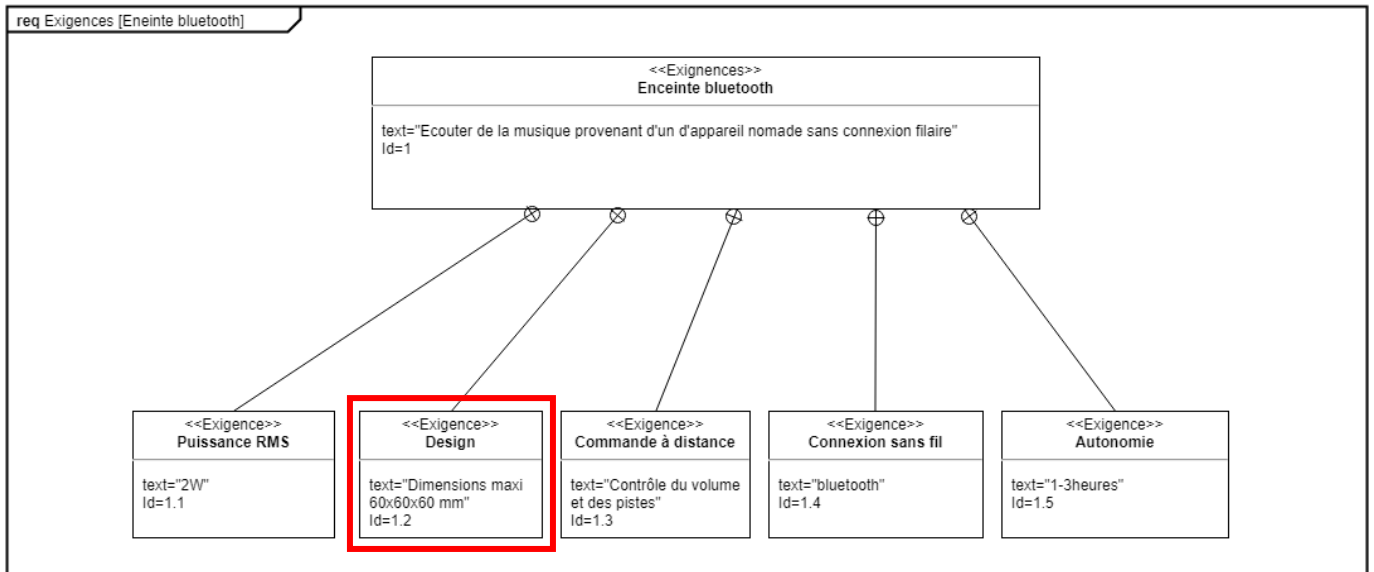 req Exigences [Eneinte bluetooth]
<<Exignences>>
Enceinte bluetooth
text="Ecouter de la musique provenant d'un d'appareil nomade sans connexion filaire"
Id=1
<<Exigence>>
Puissance RMS
text="2W"
Id=1.1
<<Exigence>>
Design
text="Dimensions maxi
60x60x60 mm"
Id=1.2
<<Exigence>>
Commande à distance
text="Contrôle du volume
et des pistes"
Id=1.3
<<Exigence>>
Connexion sans fil
text="bluetooth"
Id=1.4
<<Exigence>>
Autonomie
text="1-3heures"
Id=1.5